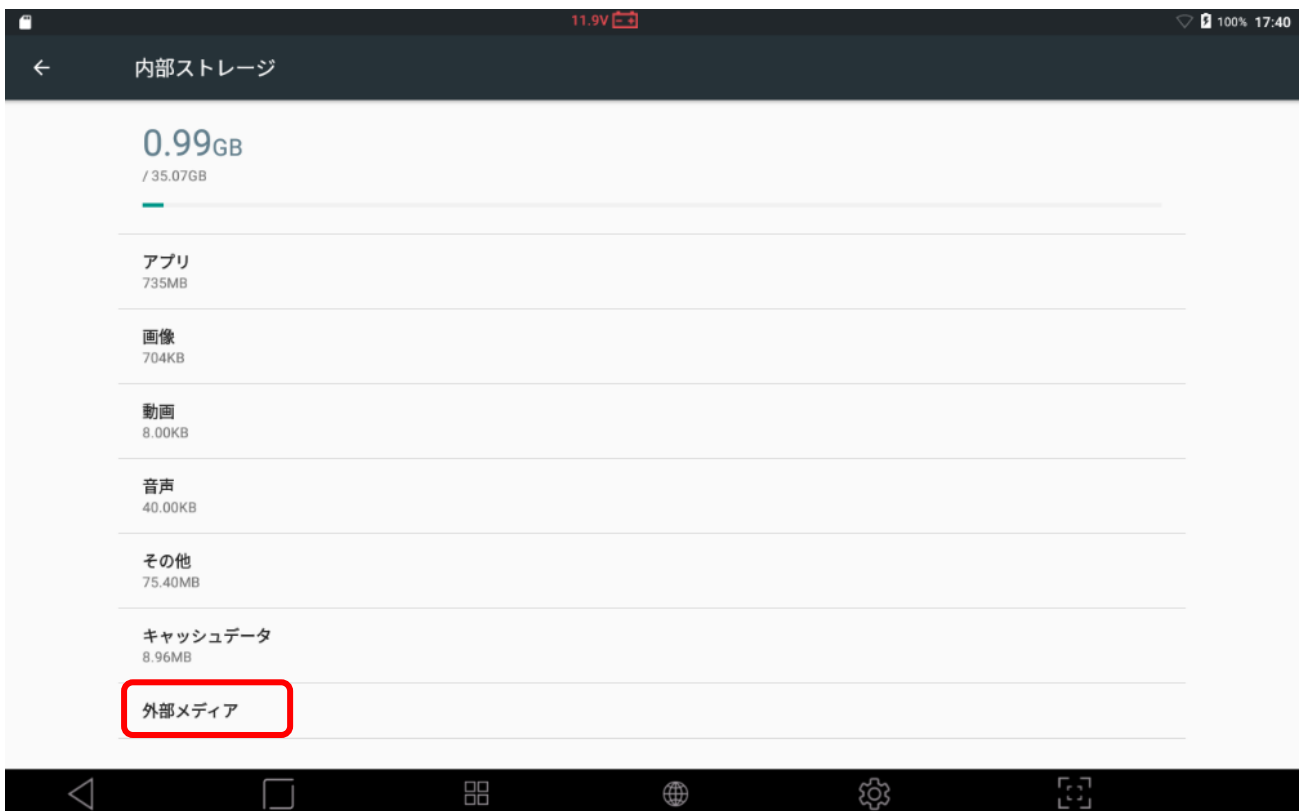 11.9V
100% 17:40
内部ストレージ
0.99GB
/ 35.07GB
アプリ
735MB
画像
704KB
動画
8.00KB
音声
40.00KB
その他
75.40MB
キャッシュデータ
8.96MB
外部メディア